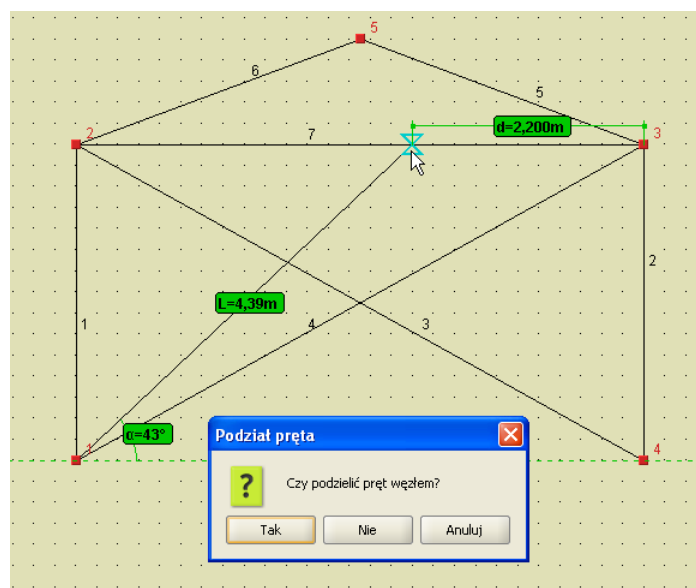 5
6
5
2
7
d=2,200m
3
2
L=4,39m
1
4
3
α=43°
1
4
Podział pręta
Czy podzielić pręt węzłem?
Tak
Nie
Anuluj